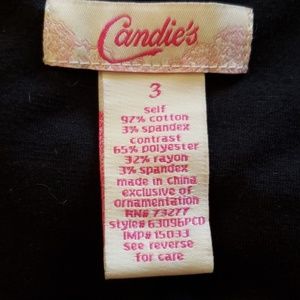 Candie's
3
self
97% cotton
3% spandex
contrast
65% polyester
32% rayon
3% spandex
made in china
exclusive of
ornamentation
RN# 73277
style# 63096PCD
IMP# 15033
See reverse
for care